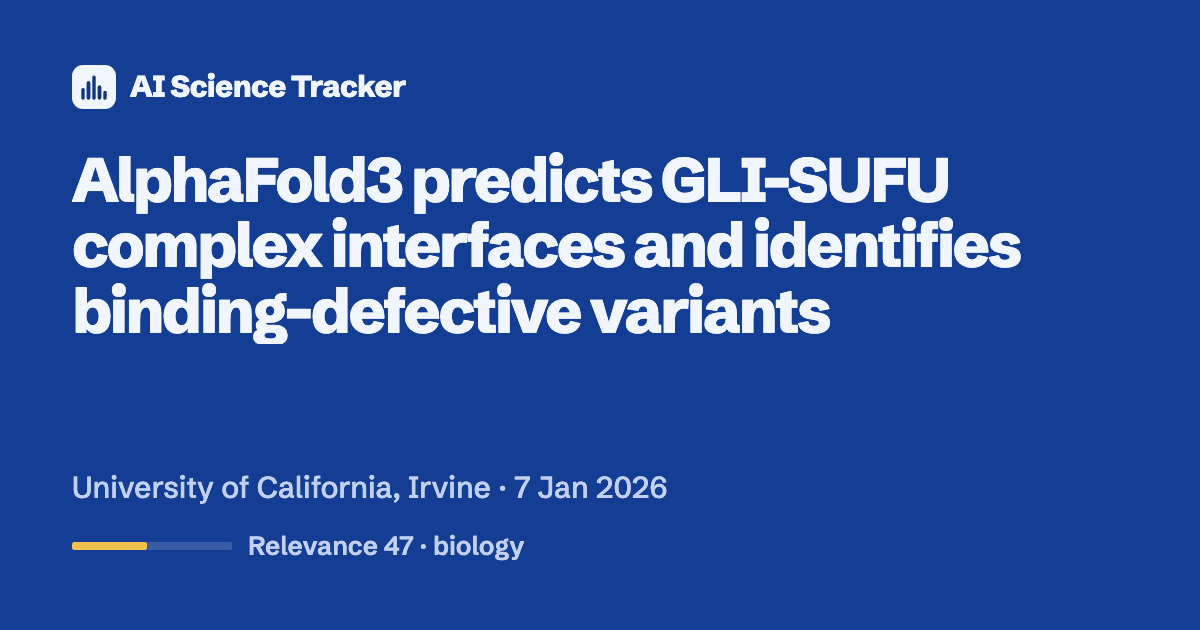 AI Science Tracker
AlphaFold3 predicts GLI-SUFU
complex interfaces and identifies
binding-defective variants
University of California, Irvine · 7 Jan 2026
Relevance 47 · biology